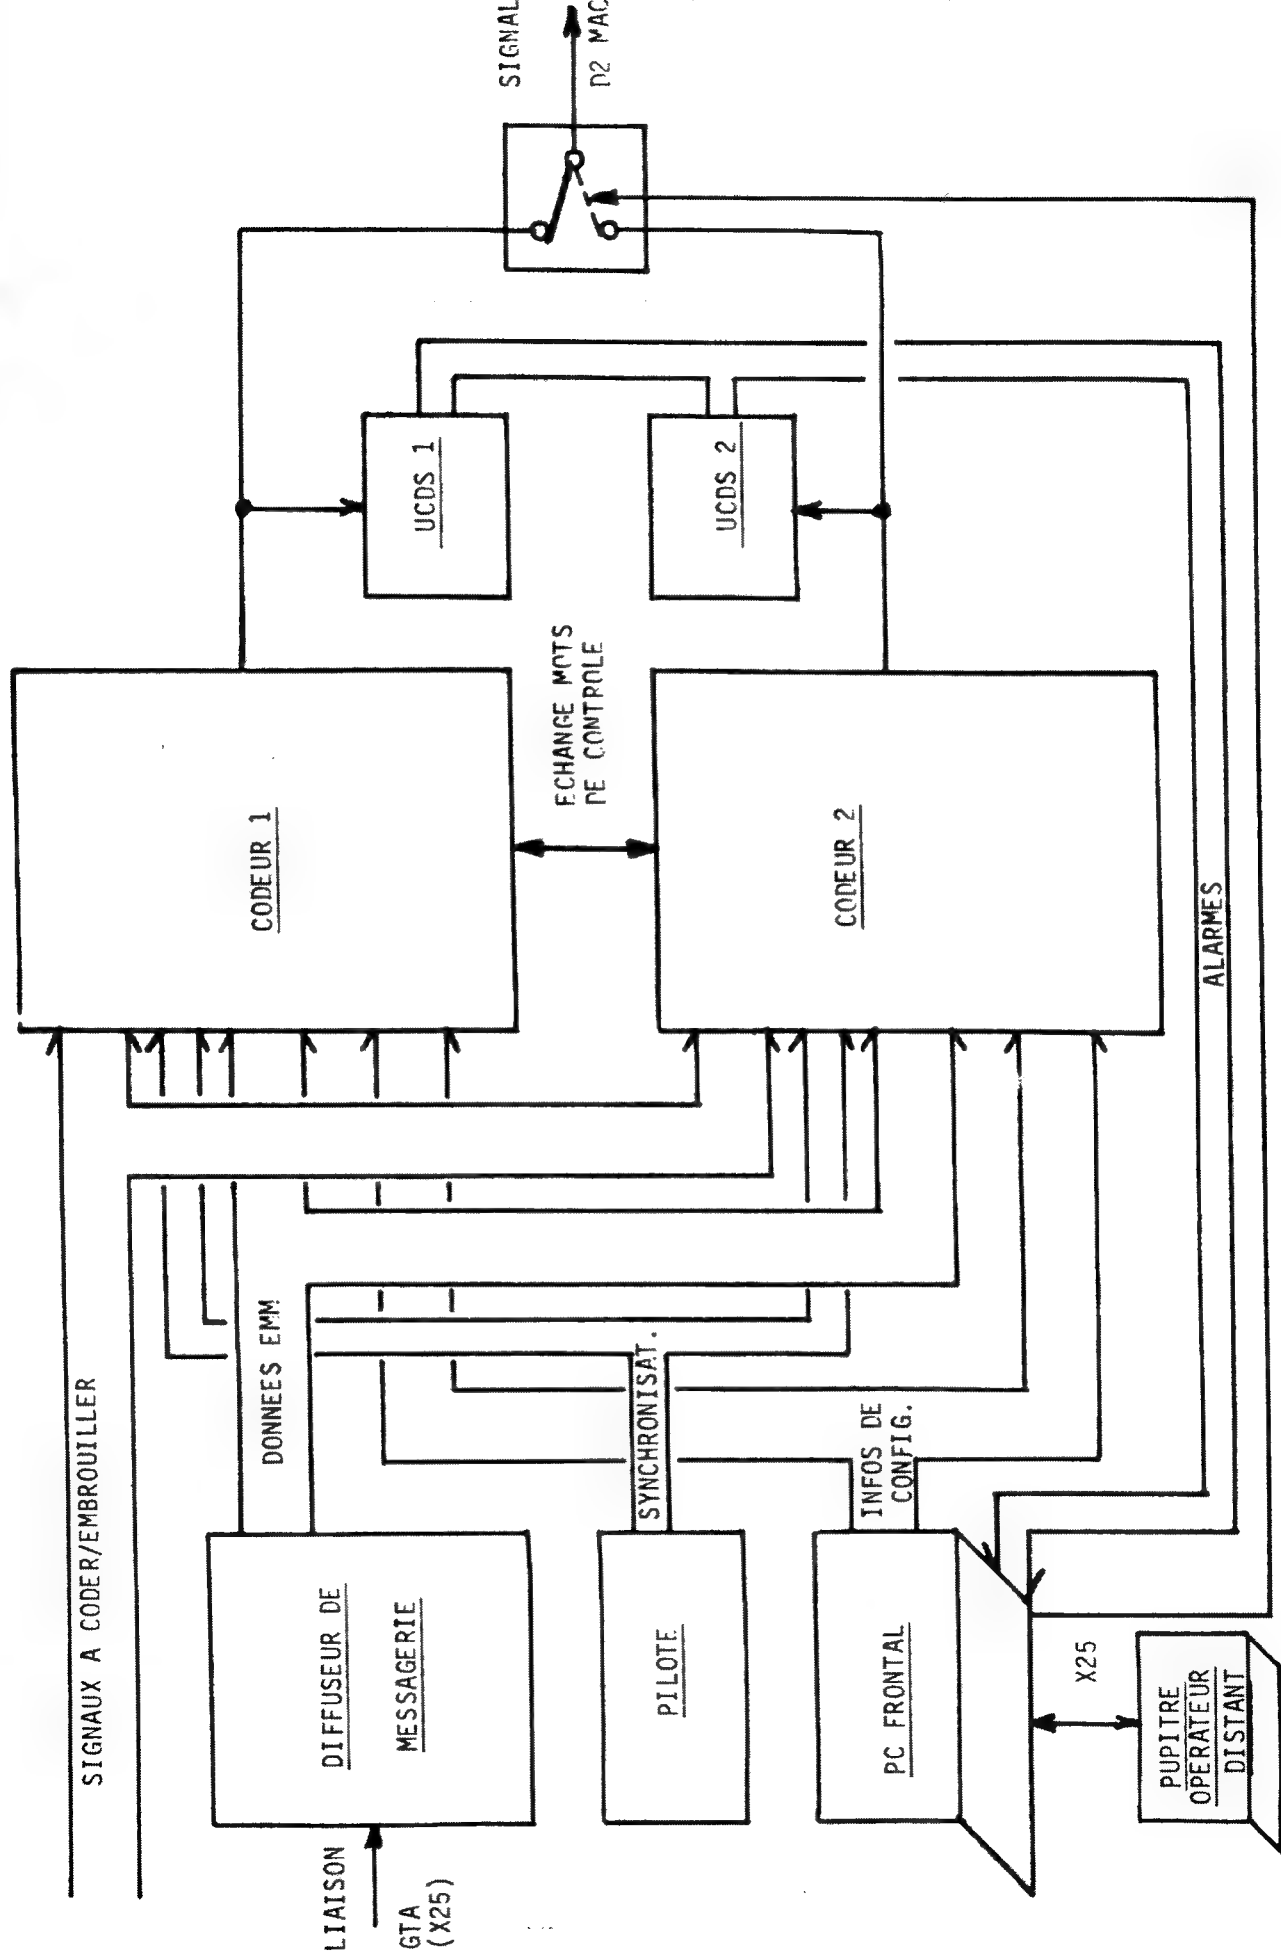 SIGNAUX A CODER/EMBROUILLER
LIAISON
GTA
(X25)
DIFFUSEUR DE
MESSAGERIE
DONNEES EMM
PILOTE
SYNCHRONISAT.
PC FRONTAL
INFOS DE
CONFIG.
X25
PUPITRE
OPERATEUR
DISTANT
CODEUR 1
ECHANGE MOTS
DE CONTROLE
CODEUR 2
ALARMES
UCDS 1
UCDS 2
SIGNAL
D2 MAC